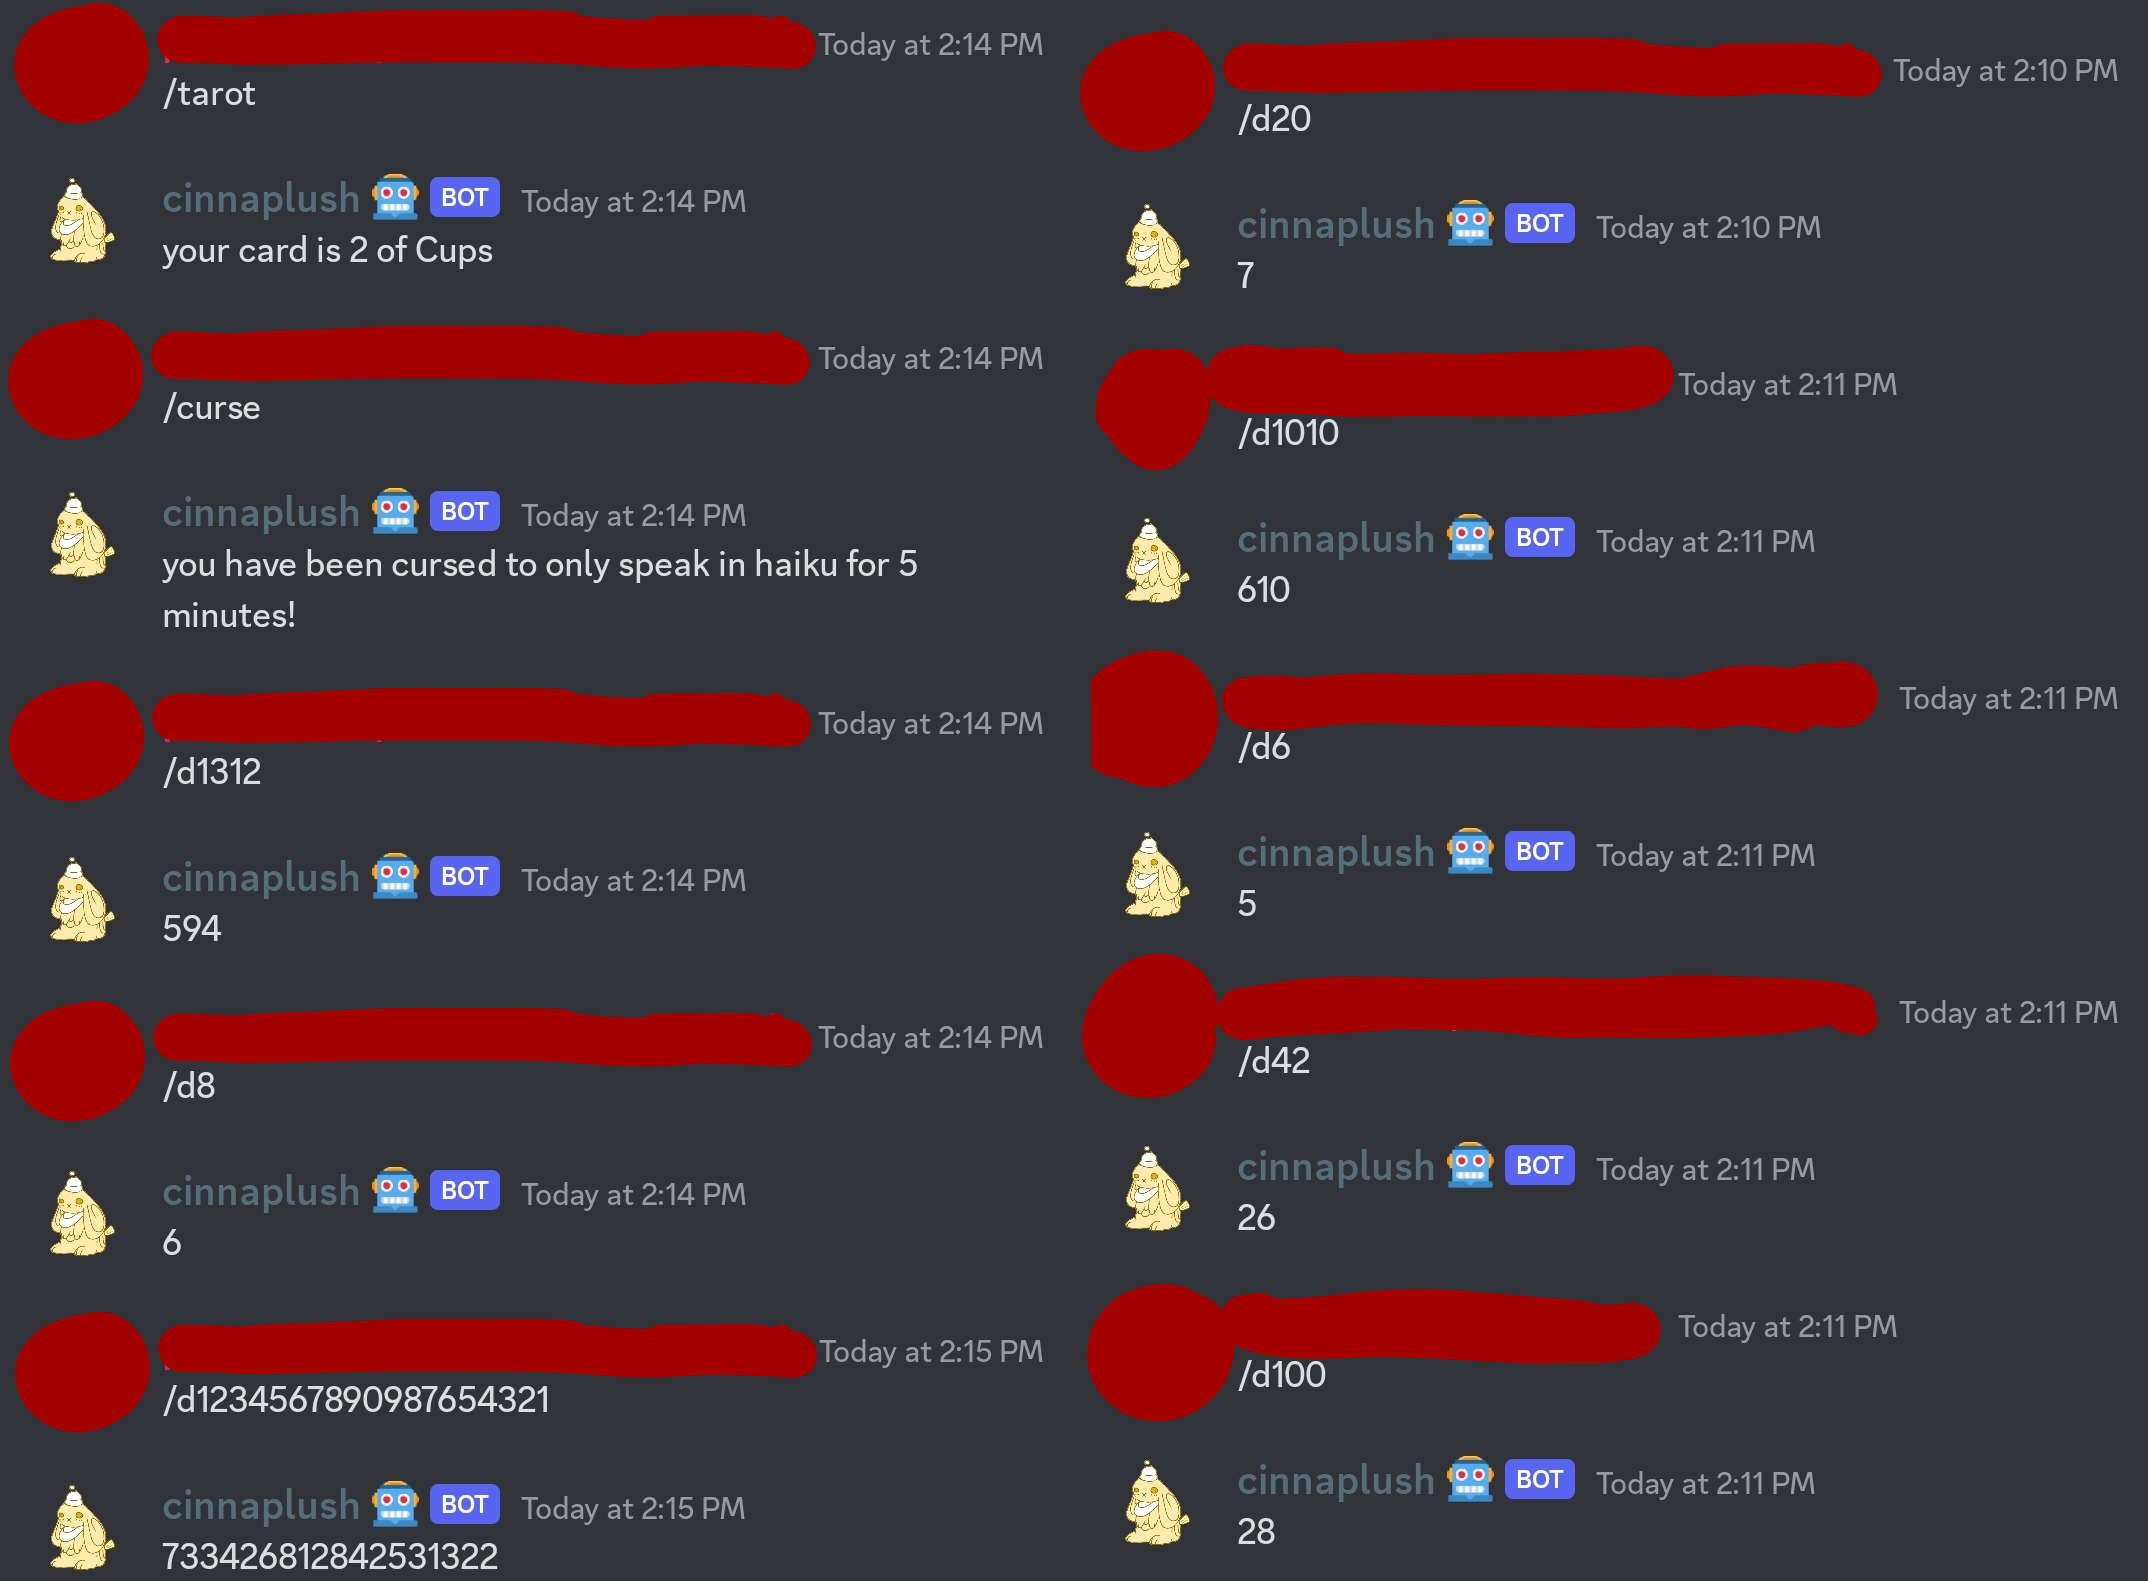 Today at 2:14 PM
/tarot
cinnaplush BOT Today at 2:14 PM
your card is 2 of Cups
Today at 2:14 PM
/curse
cinnaplush BOT Today at 2:14 PM
you have been cursed to only speak in haiku for 5
minutes!
Today at 2:14 PM
/d1312
cinnaplush BOT Today at 2:14 PM
594
Today at 2:14 PM
/d8
cinnaplush BOT Today at 2:14 PM
6
Today at 2:15 PM
/d1234567890987654321
cinnaplush BOT Today at 2:15 PM
733426812842531322
Today at 2:10 PM
/d20
cinnaplush BOT Today at 2:10 PM
7
Today at 2:11 PM
/d1010
cinnaplush BOT Today at 2:11 PM
610
Today at 2:11 PM
/d6
cinnaplush BOT Today at 2:11 PM
5
Today at 2:11 PM
/d42
cinnaplush BOT Today at 2:11 PM
26
Today at 2:11 PM
/d100
cinnaplush BOT Today at 2:11 PM
28